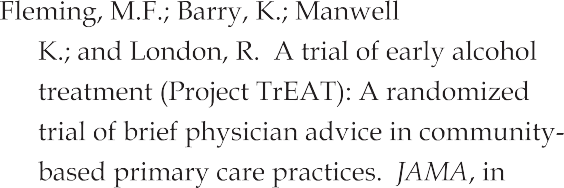 Fleming, M.F.; Barry, K.; Manwell
K.; and London, R. A trial of early alcohol
treatment (Project TrEAT): A randomized
trial of brief physician advice in community-
based primary care practices. JAMA, in